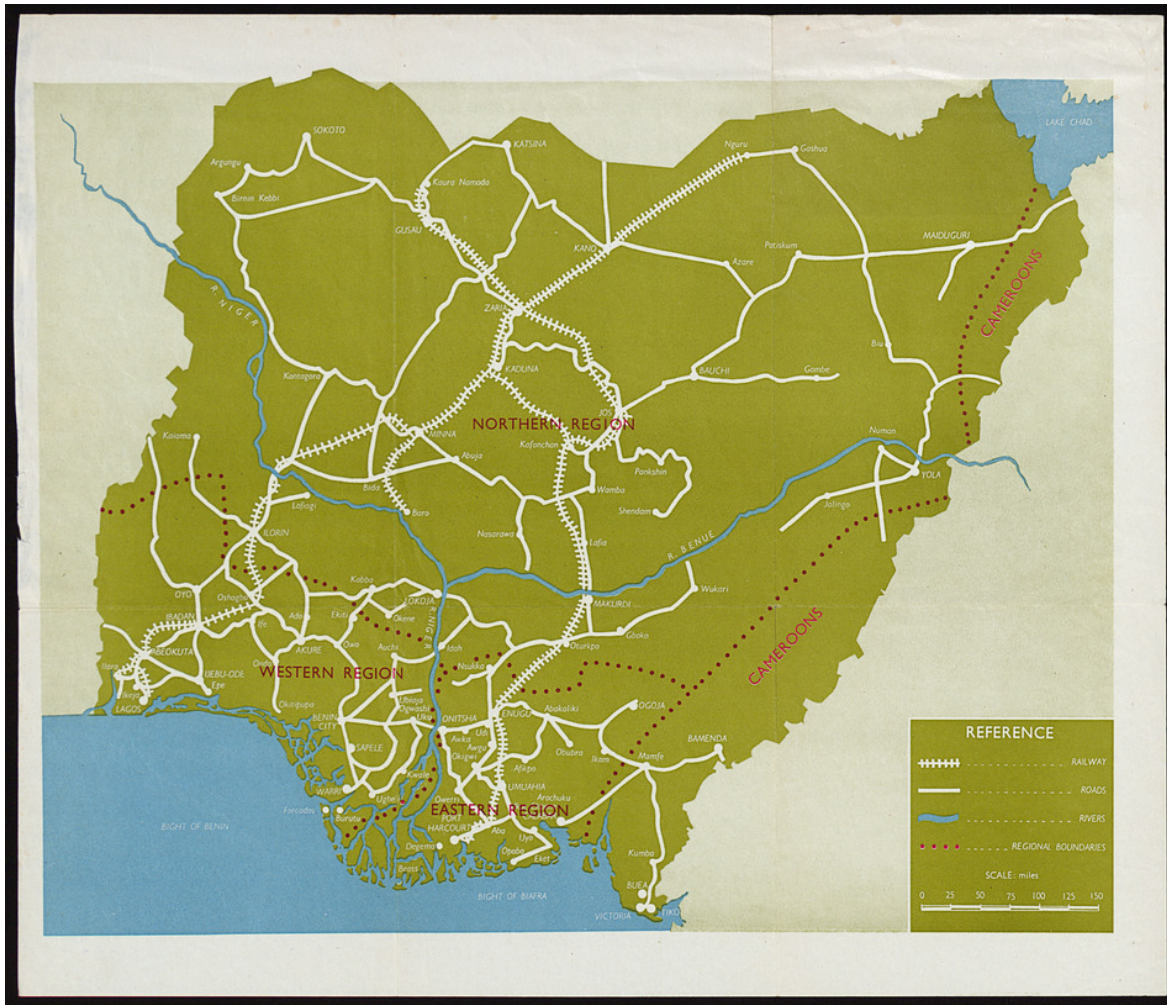 SOKOTO
KATSINA
Argungu
Birnin Kebbi
Kaura Namoda
GUSAU
Nguru
Gashua
LAKE CHAD
KANO
Azare
Potiskum
MAIDUGURI
CAMEROONS
R. NIGER
ZARIA
KADUNA
Kontagora
BAUCHI
Gombe
Biu
JOS
NORTHERN REGION
MINNA
Kafanchan
Kaiama
Abuja
Bida
Pankshin
Numan
YOLA
Wamba
Shendam
Jalingo
Lafiagi
Baro
ILORIN
Nasarawa
Lafia
R. BENUE
OYO
Oshogbo
Kabba
LOKOJA
MAKURDI
Wukari
IBADAN
Ife
Ado
Ekiti
Okene
R. NIGER
Gboko
CAMEROONS
ABEOKUTA
AKURE
Owo
Auchi
Idah
Oturkpo
Ilaro
IJEBU-ODE
WESTERN REGION
Nsukka
Ikeja
Epe
LAGOS
Okitipupa
BENIN
CITY
Ubiaja
Ogwashi
Uku
ONITSHA
ENUGU
Abakaliki
OGOJA
Awka
Udi
SAPELE
Awgu
Okigwi
Obubra
Ikom
BAMENDA
Kwale
Afikpo
Mamfe
WARRI
Ughelli
Owerri
UMUAHIA
Arochuku
EASTERN REGION
Forcados
Burutu
PORT
HARCOURT
Aba
Uyo
BIGHT OF BENIN
Degema
Opobo
Eket
Brass
Kumba
BIGHT OF BIAFRA
BUEA
VICTORIA
TIKO
REFERENCE
RAILWAY
ROADS
RIVERS
REGIONAL BOUNDARIES
SCALE: miles
0 25 50 75 100 125 150